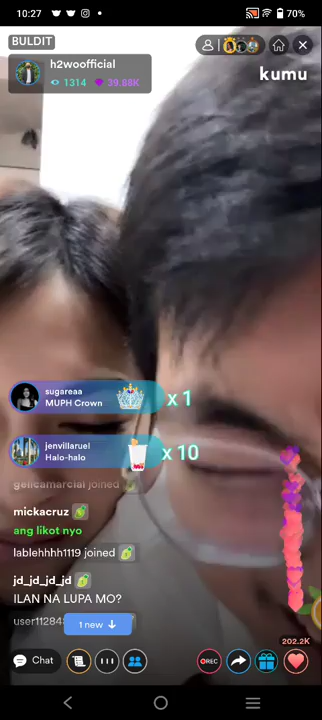 10:27
70%
BULDIT
h2woofficial
1314 39.88K
kumu
sugareaa
MUPH Crown
x 1
jenvillaruel
Halo-halo
x 10
gelicamarcial joined
mickacruz
ang likot nyo
lablehhhh1119 joined
jd_jd_jd_jd
ILAN NA LUPA MO?
user11284
1 new ↓
202.2K
Chat
REC